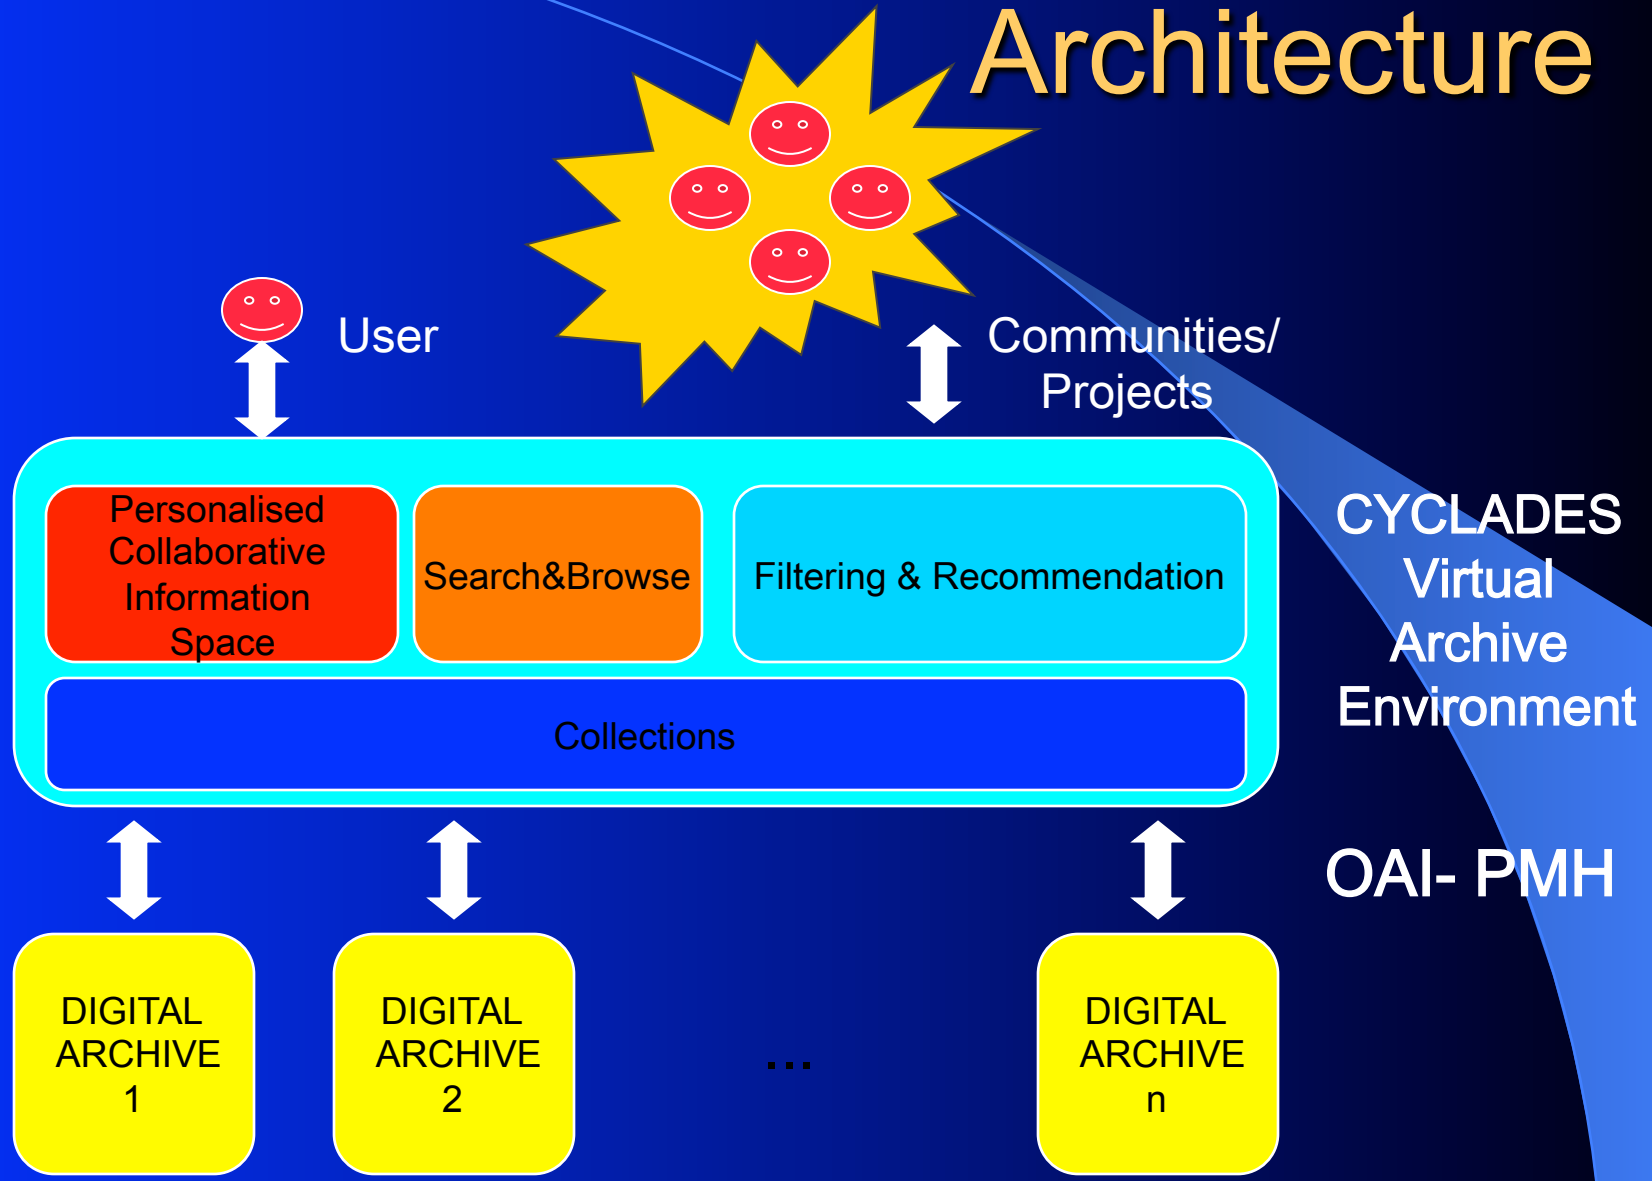 Architecture
User
Communities/
Projects
Personalised
Collaborative
Information
Space
Search&Browse
Filtering & Recommendation
CYCLADES
Virtual
Archive
Environment
Collections
OAI- PMH
DIGITAL
ARCHIVE
1
DIGITAL
ARCHIVE
2
...
DIGITAL
ARCHIVE
n